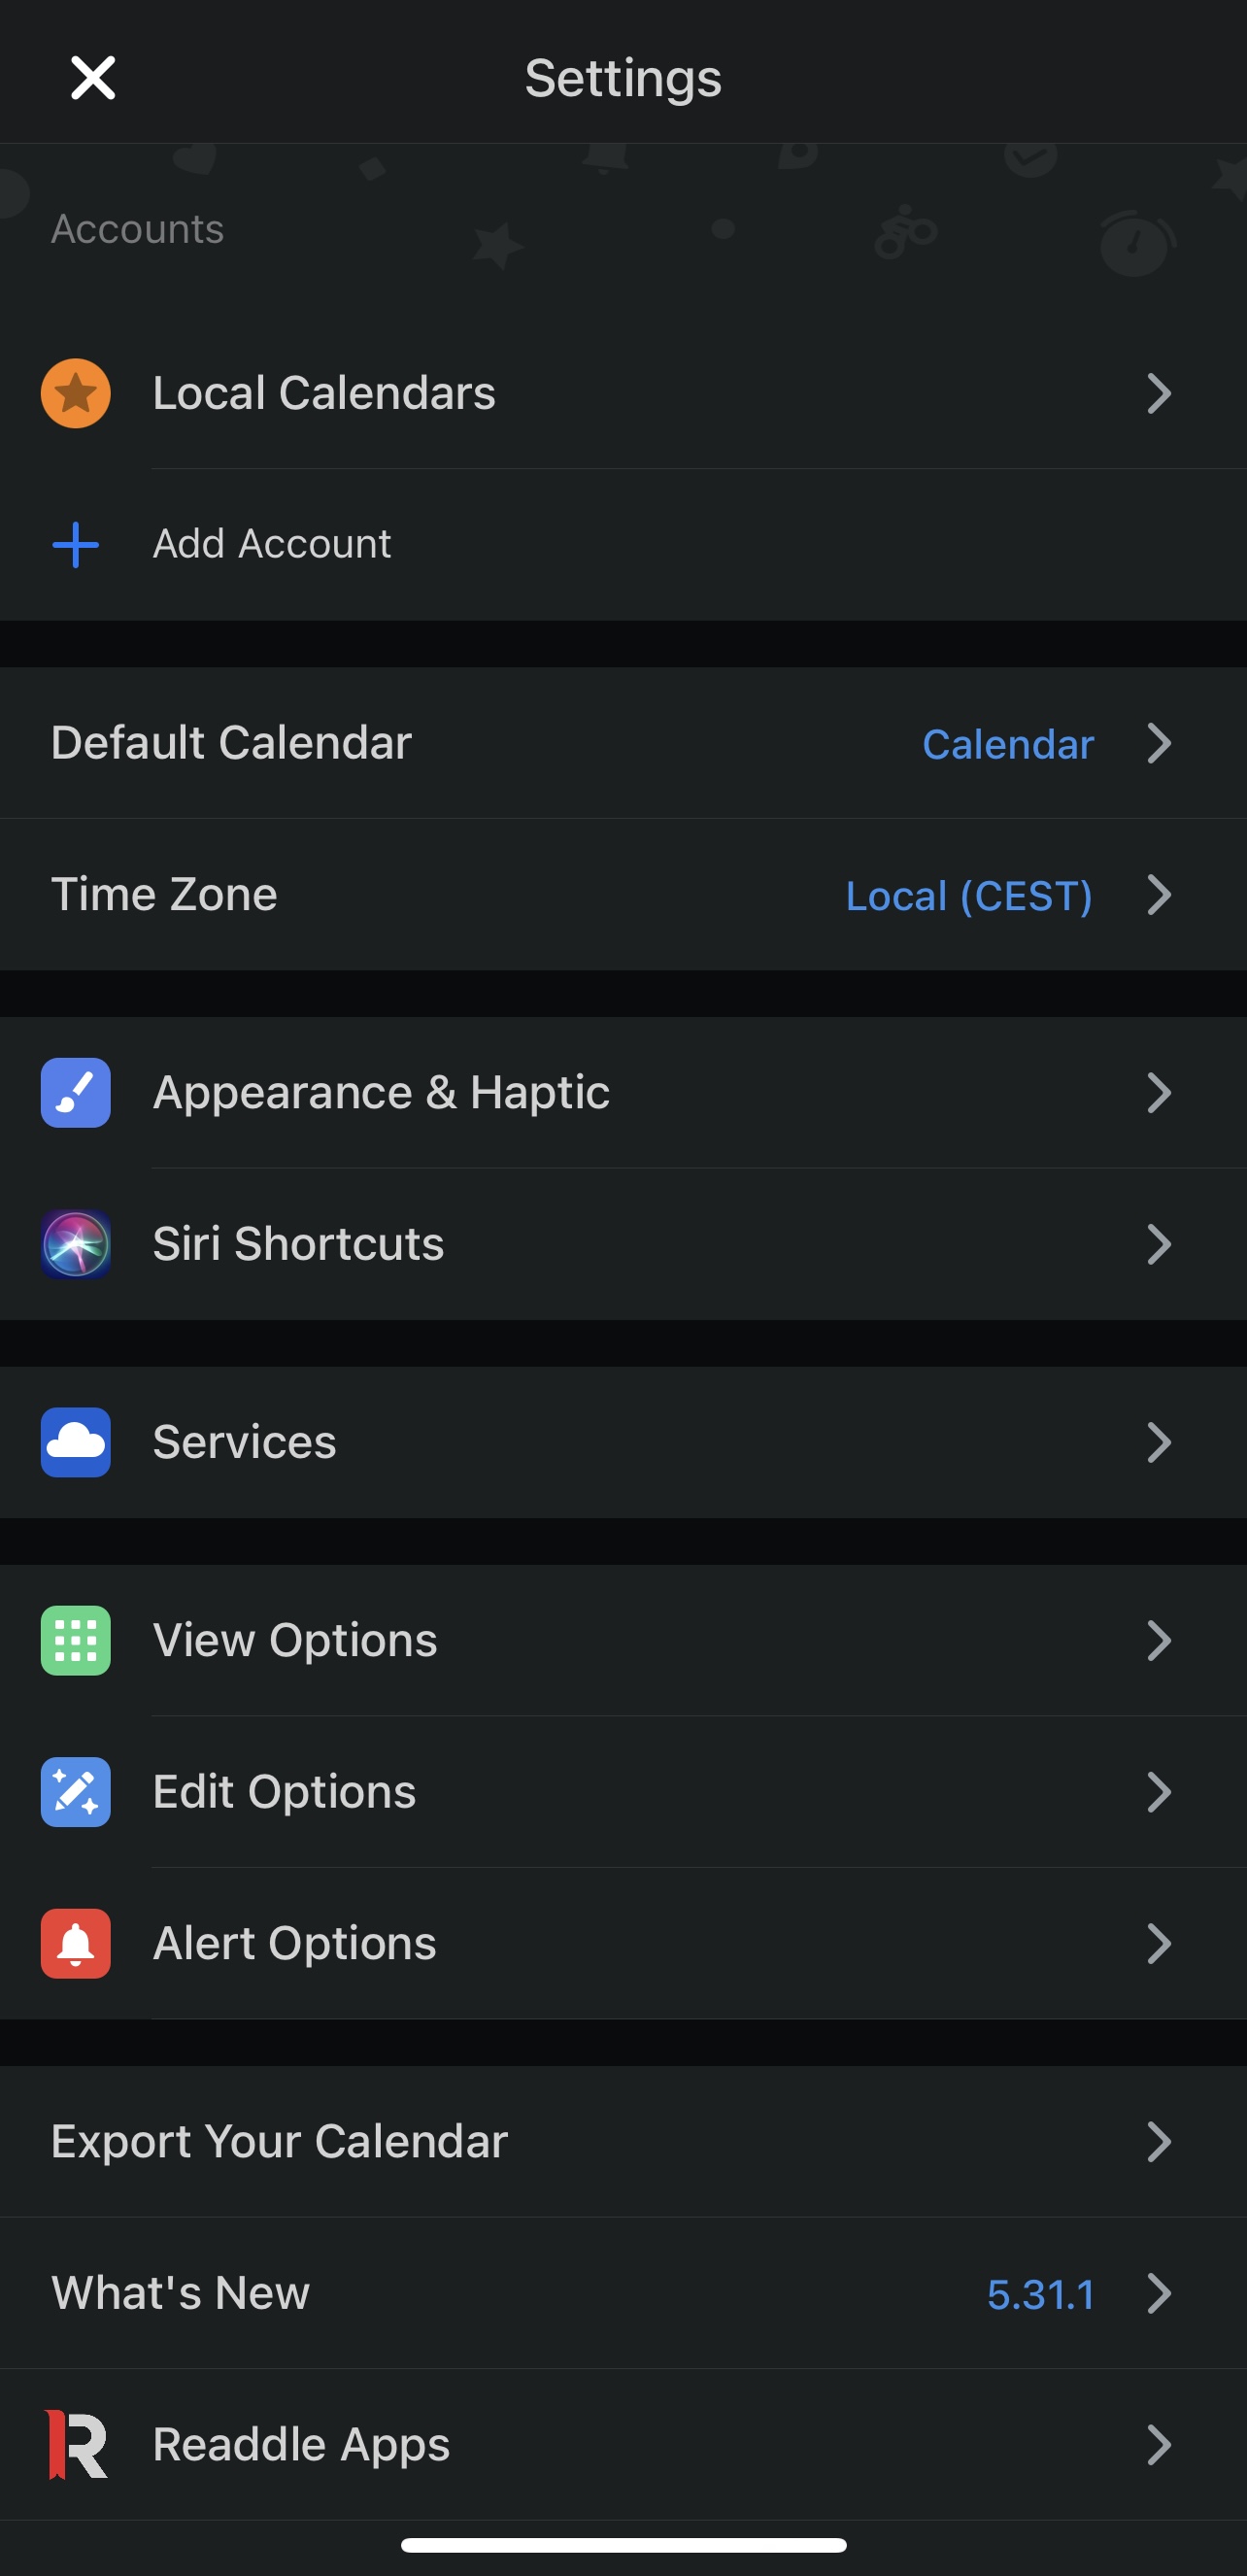 Settings
Accounts
Local Calendars
Add Account
Default Calendar Calendar
Time Zone Local (CEST)
Appearance & Haptic
Siri Shortcuts
Services
View Options
Edit Options
Alert Options
Export Your Calendar
What's New 5.31.1
Readdle Apps